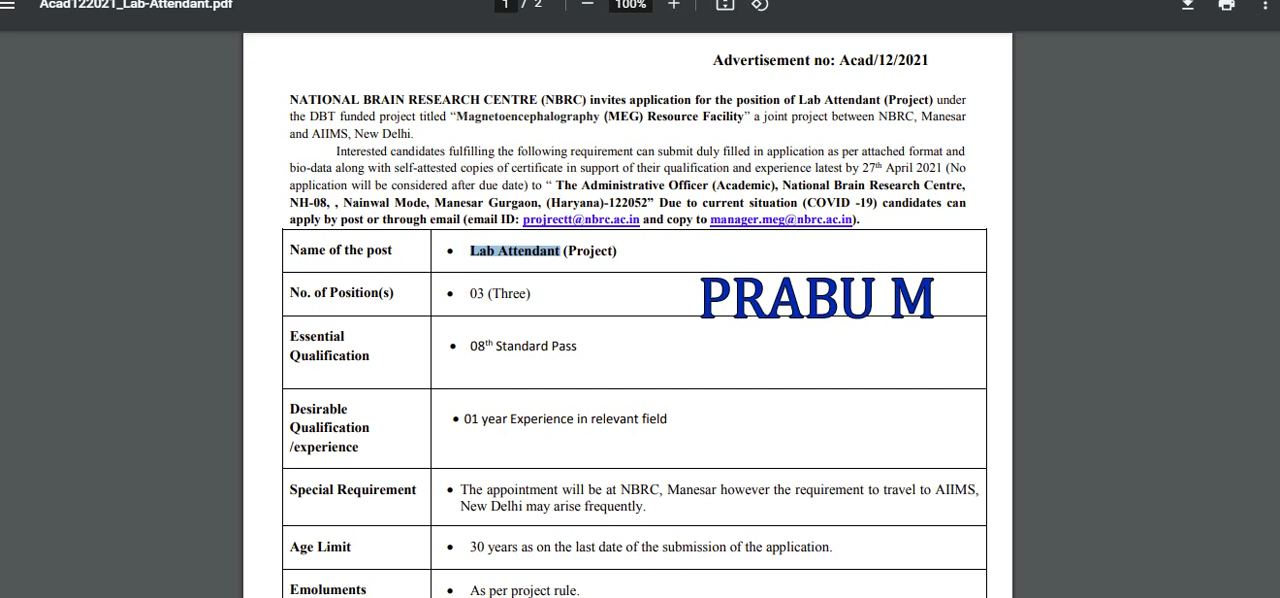 Acad122021_Lab-Attendant.pdf
1 / 2
100%
Advertisement no: Acad/12/2021
NATIONAL BRAIN RESEARCH CENTRE (NBRC) invites application for the position of Lab Attendant (Project) under
the DBT funded project titled “Magnetoencephalography (MEG) Resource Facility” a joint project between NBRC, Manesar
and AIIMS, New Delhi.
Interested candidates fulfilling the following requirement can submit duly filled in application as per attached format and
bio-data along with self-attested copies of certificate in support of their qualification and experience latest by 27th April 2021 (No
application will be considered after due date) to “ The Administrative Officer (Academic), National Brain Research Centre,
NH-08, , Nainwal Mode, Manesar Gurgaon, (Haryana)-122052” Due to current situation (COVID -19) candidates can
apply by post or through email (email ID: projrectt@nbrc.ac.in and copy to manager.meg@nbrc.ac.in).
Name of the post
• Lab Attendant (Project)
No. of Position(s)
• 03 (Three)
PRABU M
Essential
Qualification
• 08th Standard Pass
Desirable
Qualification
/experience
• 01 year Experience in relevant field
Special Requirement
• The appointment will be at NBRC, Manesar however the requirement to travel to AIIMS,
New Delhi may arise frequently.
Age Limit
• 30 years as on the last date of the submission of the application.
Emoluments
• As per project rule.